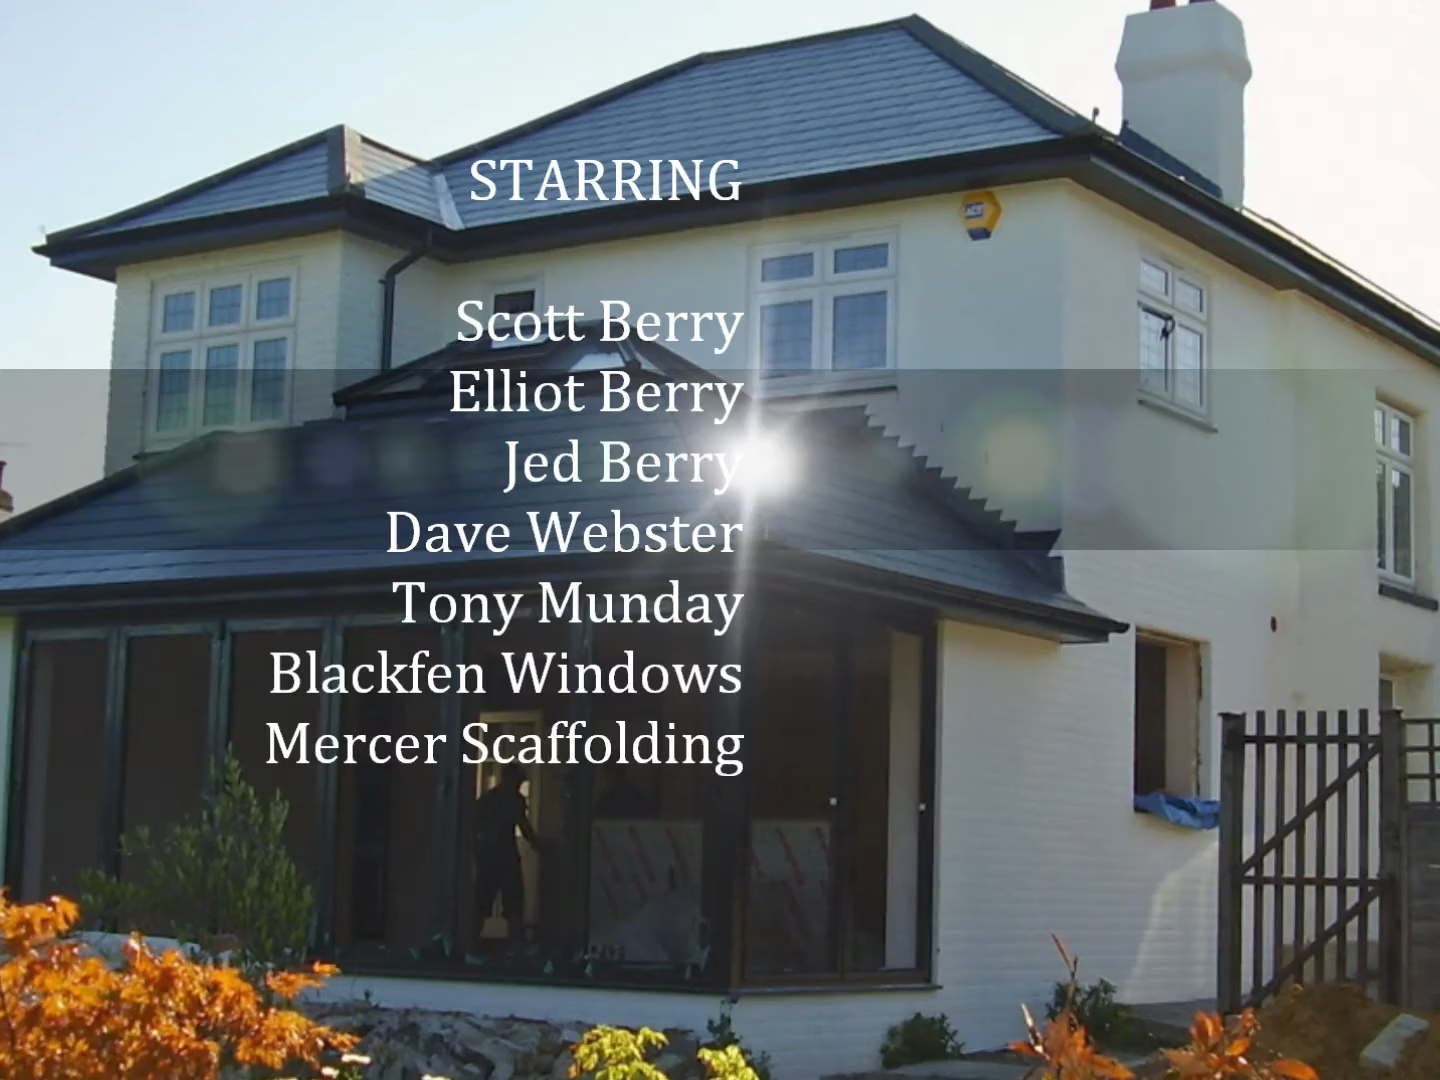 STARRING
Scott Berry
Elliot Berry
Jed Berry
Dave Webster
Tony Munday
Blackfen Windows
Mercer Scaffolding